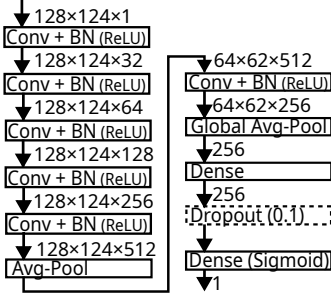 128×124×1
Conv + BN (ReLU)
128×124×32
Conv + BN (ReLU)
128×124×64
Conv + BN (ReLU)
128×124×128
Conv + BN (ReLU)
128×124×256
Conv + BN (ReLU)
128×124×512
Avg-Pool
64×62×512
Conv + BN (ReLU)
64×62×256
Global Avg-Pool
256
Dense
256
Dropout (0.1)
Dense (Sigmoid)
1